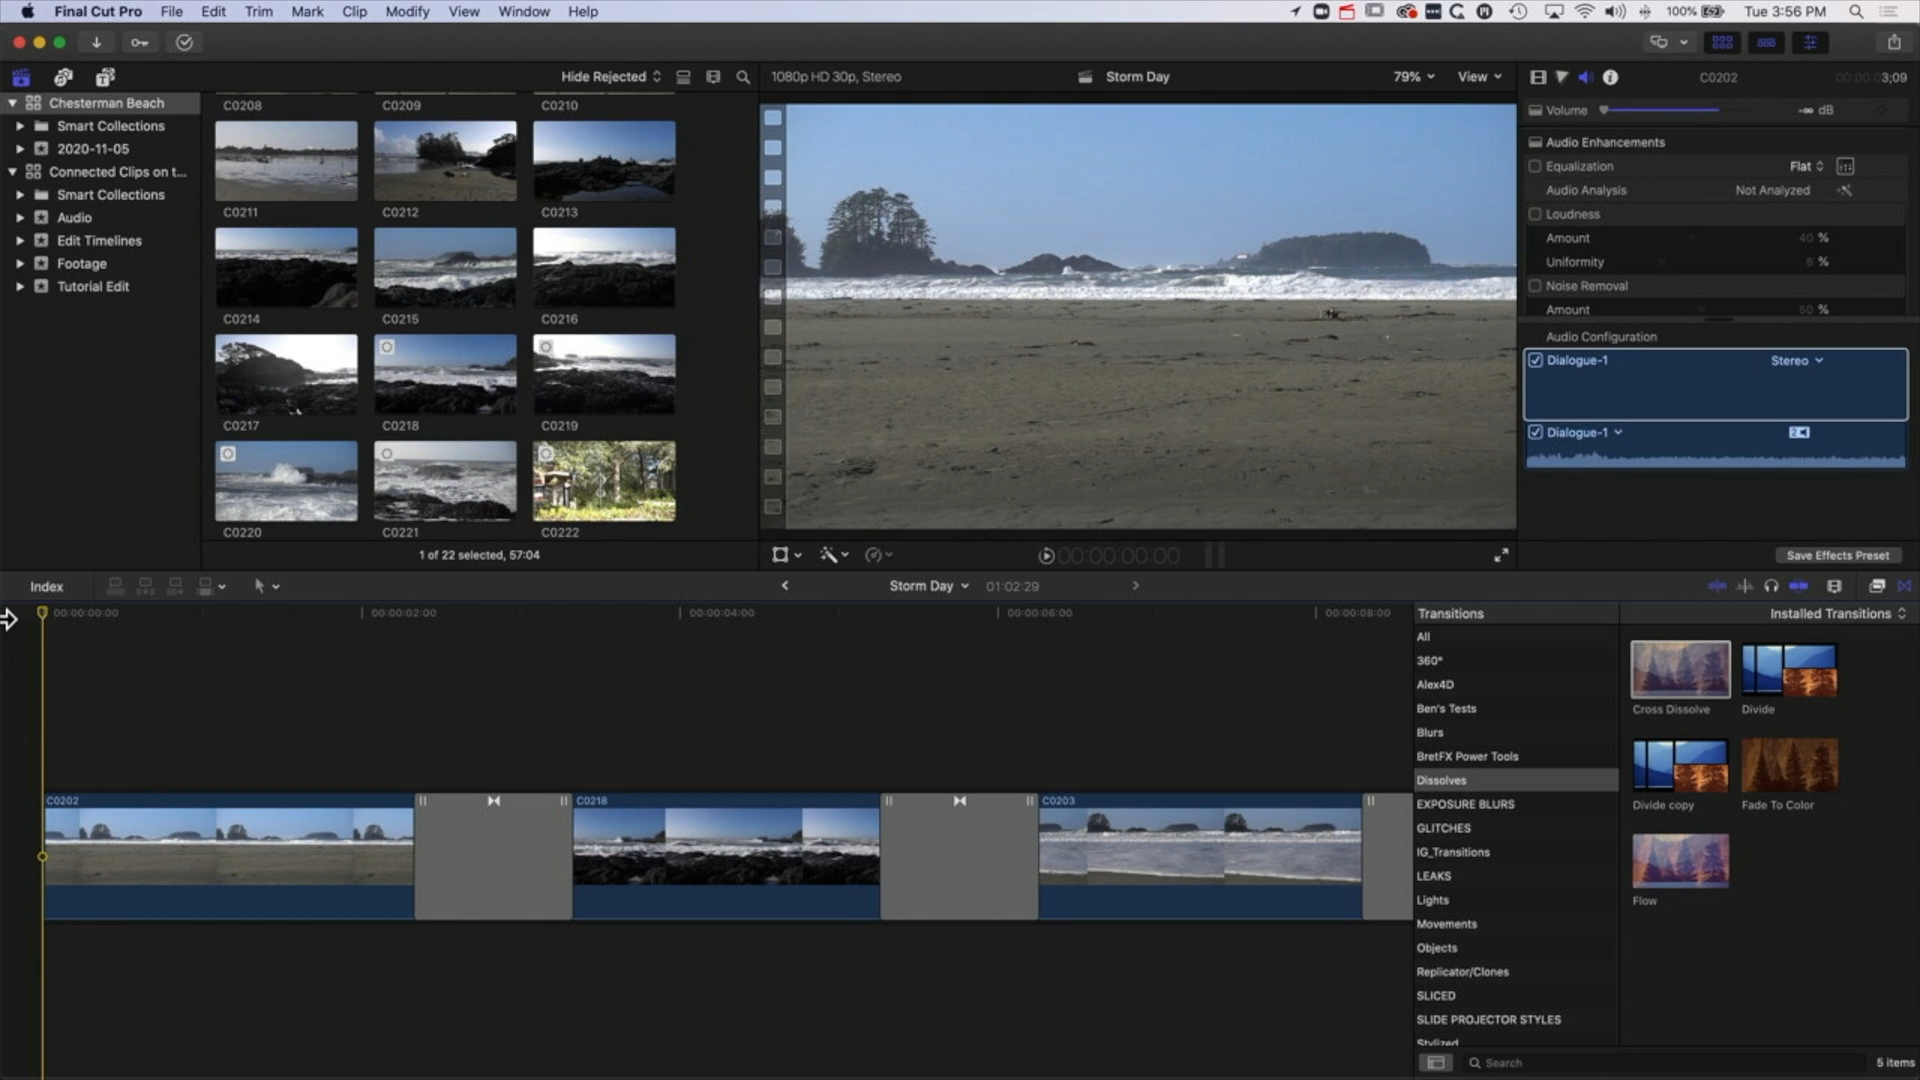 Final Cut Pro File Edit Trim Mark Clip Modify View Window Help 100% Tue 3:56 PM
Hide Rejected 1080p HD 30p, Stereo Storm Day 79% View C0202 3;09
Chesterman Beach
Smart Collections
2020-11-05
Connected Clips on t...
Smart Collections
Audio
Edit Timelines
Footage
Tutorial Edit
C0208 C0209 C0210
C0211 C0212 C0213
C0214 C0215 C0216
C0217 C0218 C0219
C0220 C0221 C0222
1 of 22 selected, 57:04
00:00:00:00
Volume -∞ dB
Audio Enhancements
Equalization Flat
Audio Analysis Not Analyzed
Loudness
Amount 40 %
Uniformity %
Noise Removal
Amount 50 %
Audio Configuration
Dialogue-1 Stereo
Dialogue-1
Save Effects Preset
Index Storm Day 01:02:29
00:00:00:00 00:00:02:00 00:00:04:00 00:00:06:00 00:00:08:00
C0202 C0218 C0203
Transitions Installed Transitions
All
360°
Alex4D
Ben's Tests
Blurs
BretFX Power Tools
Dissolves
EXPOSURE BLURS
GLITCHES
IG_Transitions
LEAKS
Lights
Movements
Objects
Replicator/Clones
SLICED
SLIDE PROJECTOR STYLES
Stylized
Cross Dissolve Divide
Divide copy Fade To Color
Flow
Search 5 items